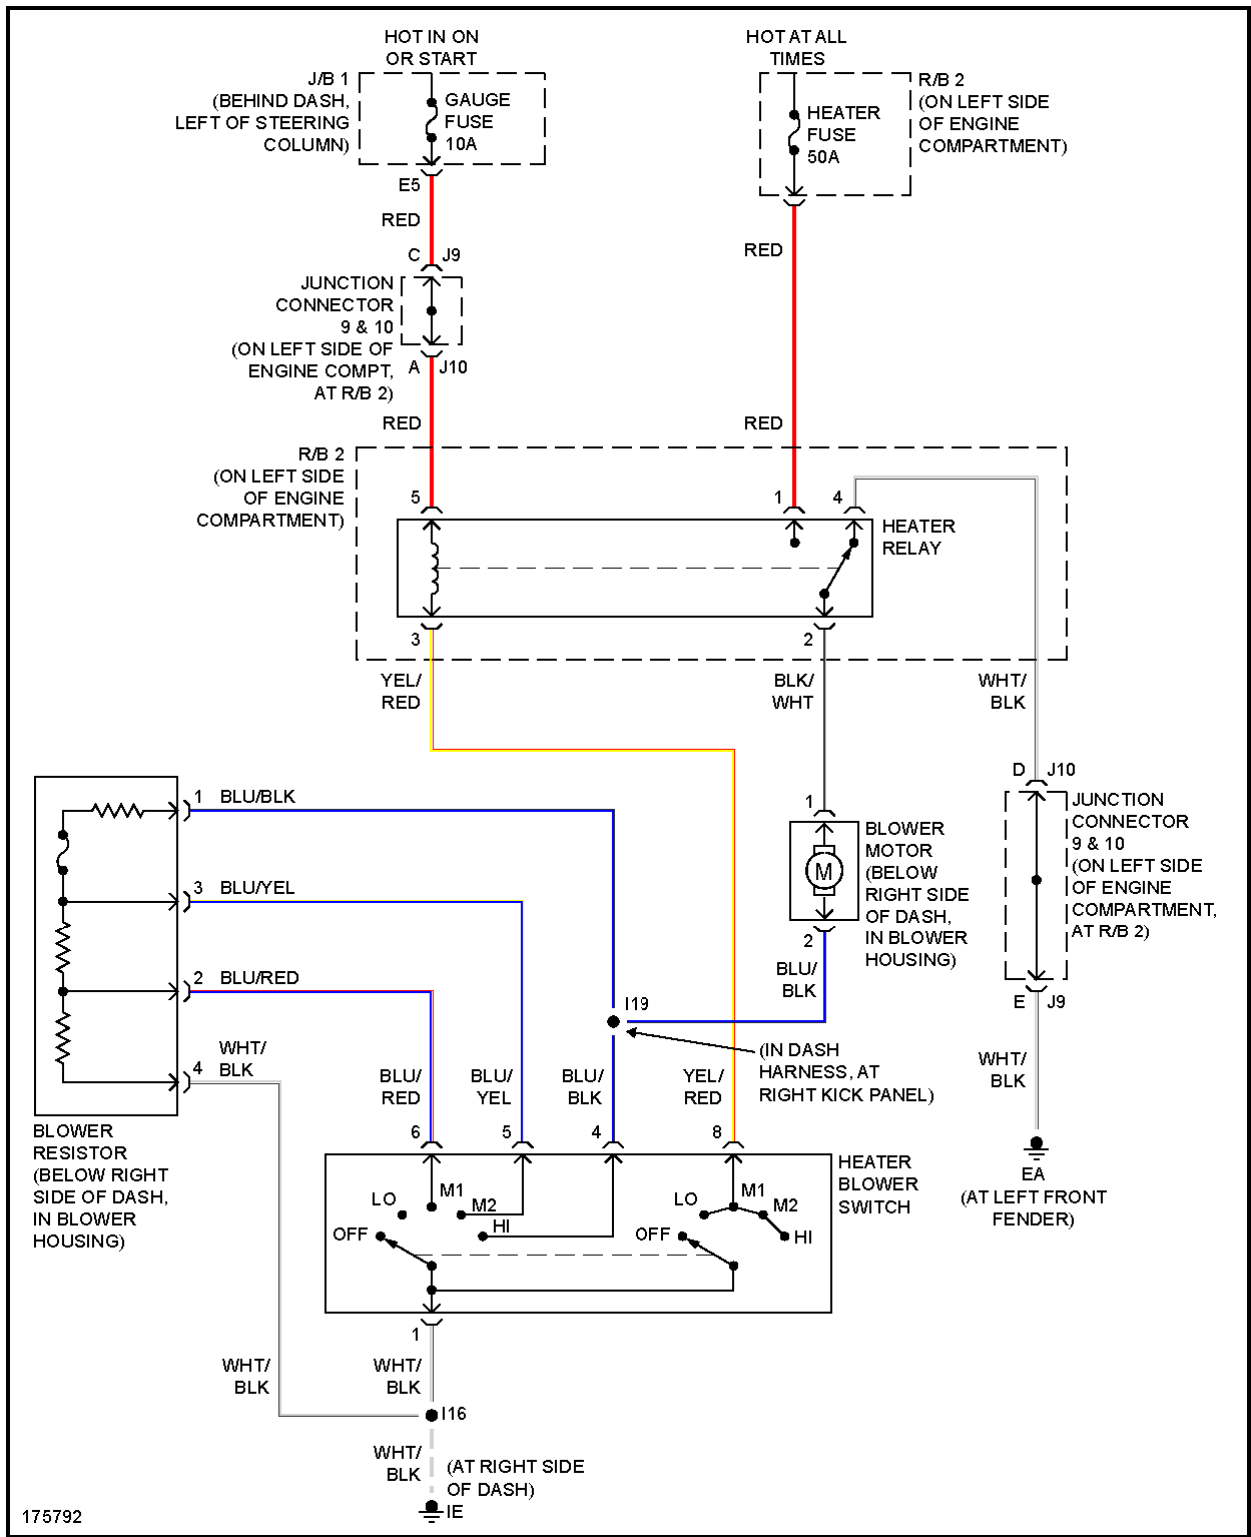 HOT IN ON
OR START
HOT AT ALL
TIMES
J/B 1
(BEHIND DASH,
LEFT OF STEERING
COLUMN)
GAUGE
FUSE
10A
HEATER
FUSE
50A
R/B 2
(ON LEFT SIDE
OF ENGINE
COMPARTMENT)
E5
RED
RED
C
J9
JUNCTION
CONNECTOR
9 & 10
(ON LEFT SIDE OF
ENGINE COMPT,
AT R/B 2)
A
J10
RED
RED
R/B 2
(ON LEFT SIDE
OF ENGINE
COMPARTMENT)
5
1
4
HEATER
RELAY
3
2
YEL/
RED
BLK/
WHT
WHT/
BLK
D
J10
1
BLU/BLK
1
BLOWER
MOTOR
(BELOW
RIGHT SIDE
OF DASH,
IN BLOWER
HOUSING)
M
JUNCTION
CONNECTOR
9 & 10
(ON LEFT SIDE
OF ENGINE
COMPARTMENT,
AT R/B 2)
3
BLU/YEL
2
BLU/
BLK
2
BLU/RED
I19
E
J9
4
WHT/
BLK
(IN DASH
HARNESS, AT
RIGHT KICK PANEL)
WHT/
BLK
BLU/
RED
BLU/
YEL
BLU/
BLK
YEL/
RED
6
5
4
8
BLOWER
RESISTOR
(BELOW RIGHT
SIDE OF DASH,
IN BLOWER
HOUSING)
HEATER
BLOWER
SWITCH
EA
(AT LEFT FRONT
FENDER)
LO
M1
M2
HI
OFF
LO
M1
M2
HI
OFF
1
WHT/
BLK
WHT/
BLK
I16
WHT/
BLK
(AT RIGHT SIDE
OF DASH)
IE
175792